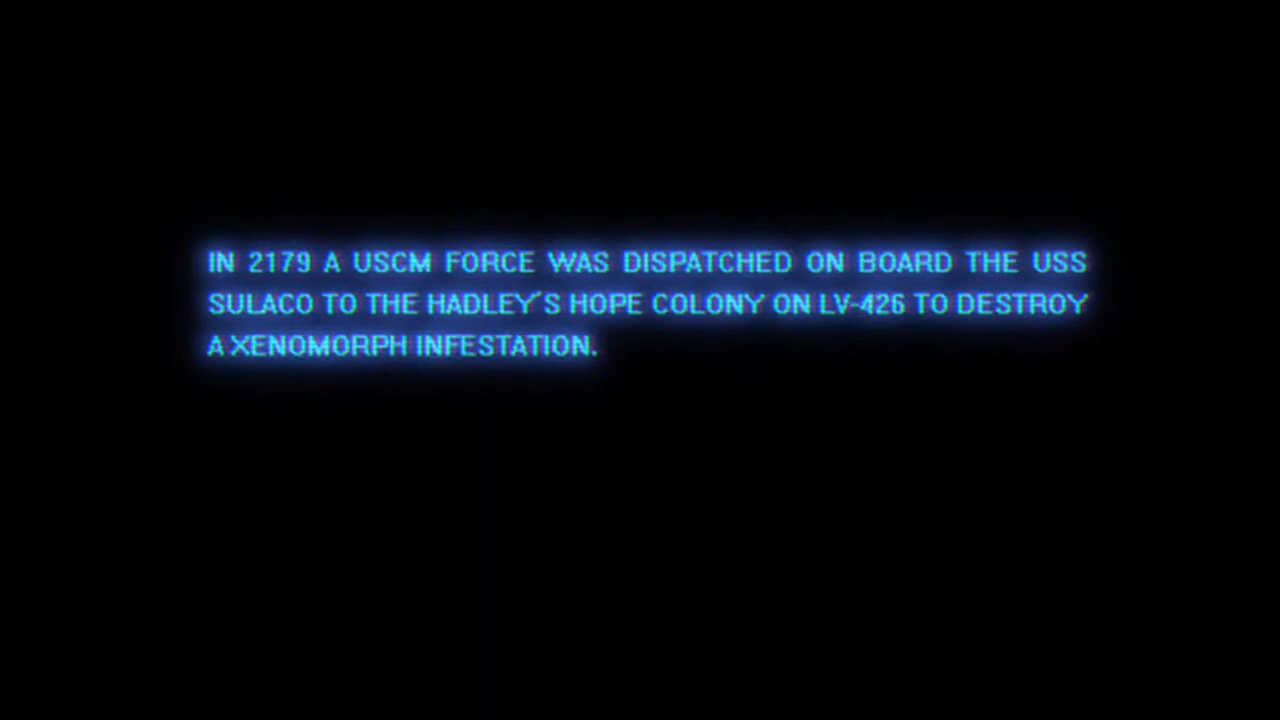 IN 2179 A USCM FORCE WAS DISPATCHED ON BOARD THE USS
SULACO TO THE HADLEY'S HOPE COLONY ON LV-426 TO DESTROY
A XENOMORPH INFESTATION.